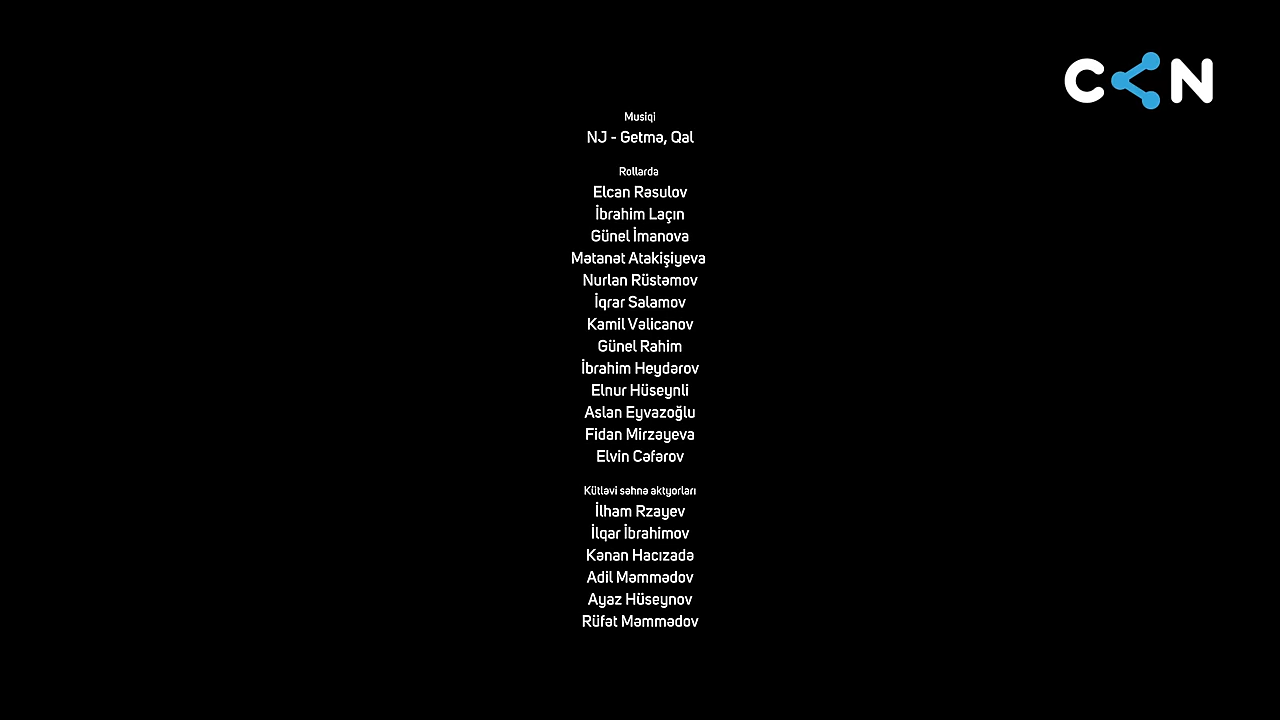 C N
Musiqi
NJ - Getmə, Qal
Rollarda
Elcan Rəsulov
İbrahim Laçın
Günel İmanova
Mətanət Atakişiyeva
Nurlan Rüstəmov
İqrar Salamov
Kamil Vəlicanov
Günel Rahim
İbrahim Heydərov
Elnur Hüseynli
Aslan Eyvazoğlu
Fidan Mirzəyeva
Elvin Cəfərov
Kütləvi səhnə aktyorları
İlham Rzayev
İlqar İbrahimov
Kənan Hacızadə
Adil Məmmədov
Ayaz Hüseynov
Rüfət Məmmədov